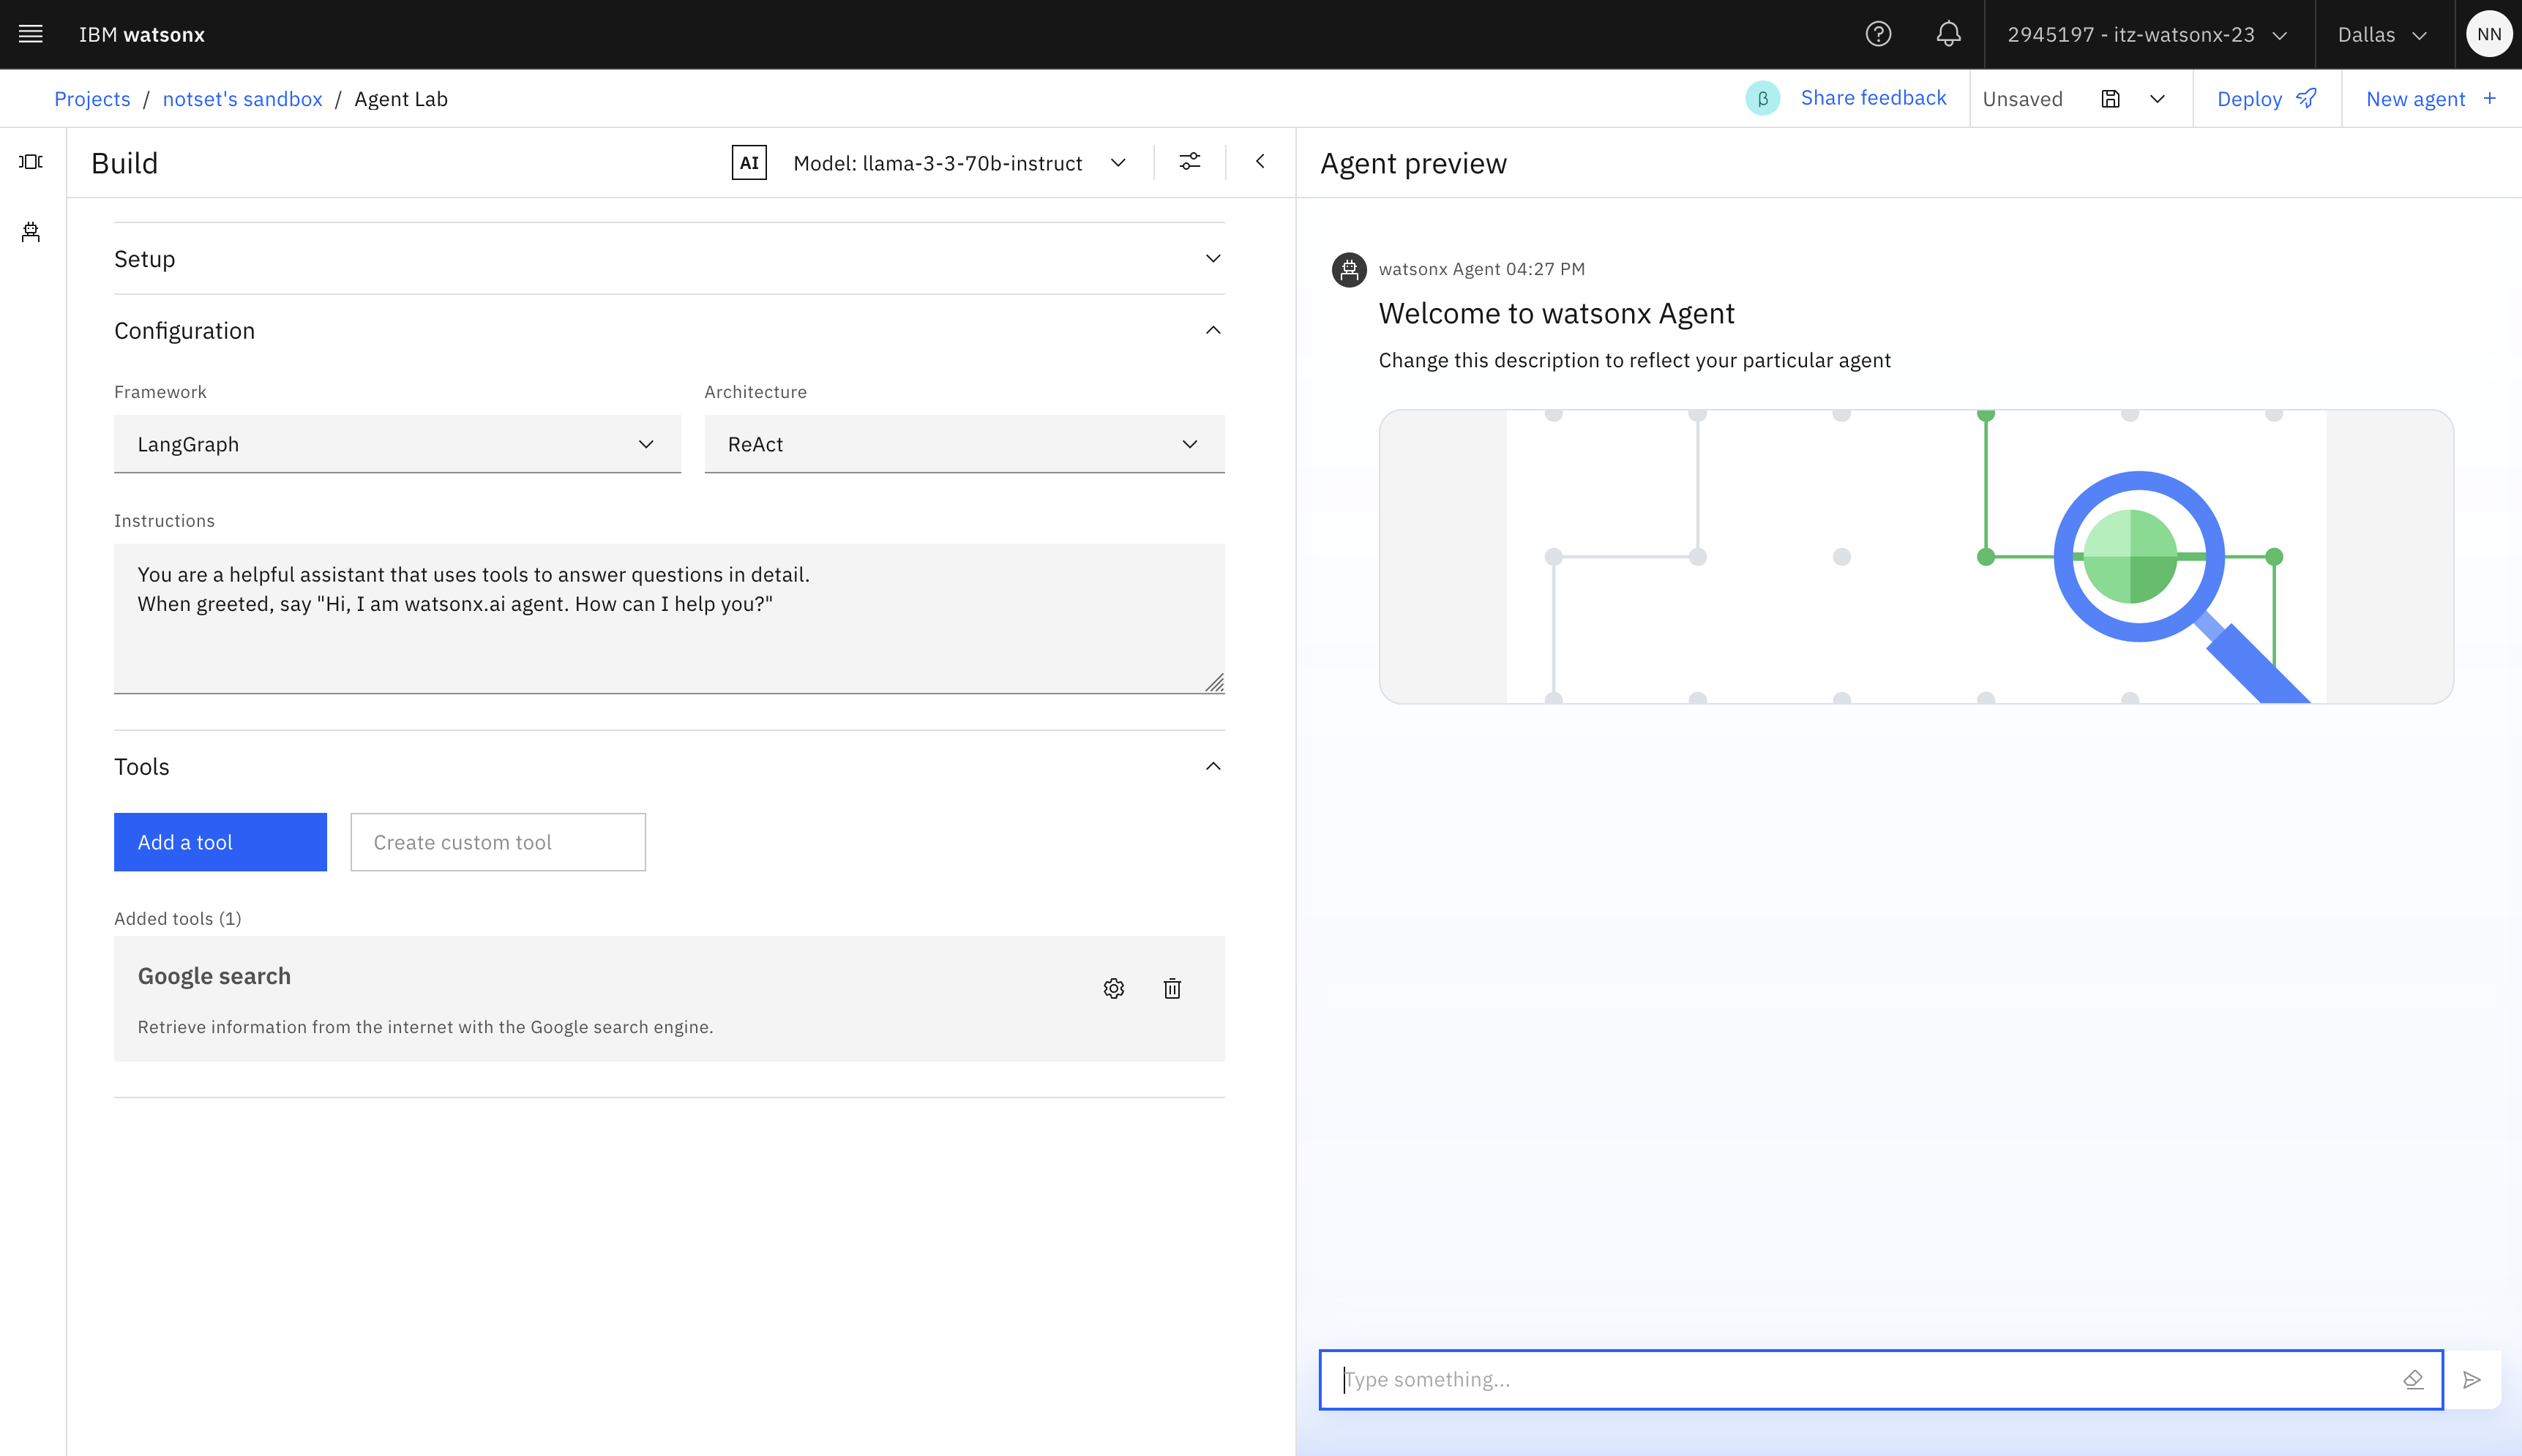 IBM watsonx
2945197 - itz-watsonx-23
Dallas
NN
Projects / notset's sandbox / Agent Lab
β Share feedback
Unsaved
Deploy
New agent +
Build
AI Model: llama-3-3-70b-instruct
Setup
Configuration
Framework
Architecture
LangGraph
ReAct
Instructions
You are a helpful assistant that uses tools to answer questions in detail.
When greeted, say "Hi, I am watsonx.ai agent. How can I help you?"
Tools
Add a tool
Create custom tool
Added tools (1)
Google search
Retrieve information from the internet with the Google search engine.
Agent preview
watsonx Agent 04:27 PM
Welcome to watsonx Agent
Change this description to reflect your particular agent
Type something...